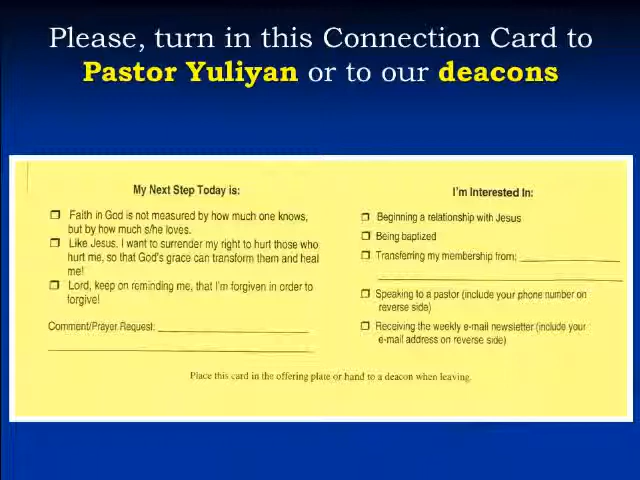 Please, turn in this Connection Card to
Pastor Yuliyan or to our deacons
My Next Step Today is:
❒ Faith in God is not measured by how much one knows,
but by how much s/he loves.
❒ Like Jesus, I want to surrender my right to hurt those who
hurt me, so that God's grace can transform them and heal
me!
❒ Lord, keep on reminding me, that I'm forgiven in order to
forgive!
Comment/Prayer Request:
I'm Interested In:
❒ Beginning a relationship with Jesus
❒ Being baptized
❒ Transferring my membership from:
❒ Speaking to a pastor (include your phone number on
reverse side)
❒ Receiving the weekly e-mail newsletter (include your
e-mail address on reverse side)
Place this card in the offering plate or hand to a deacon when leaving.